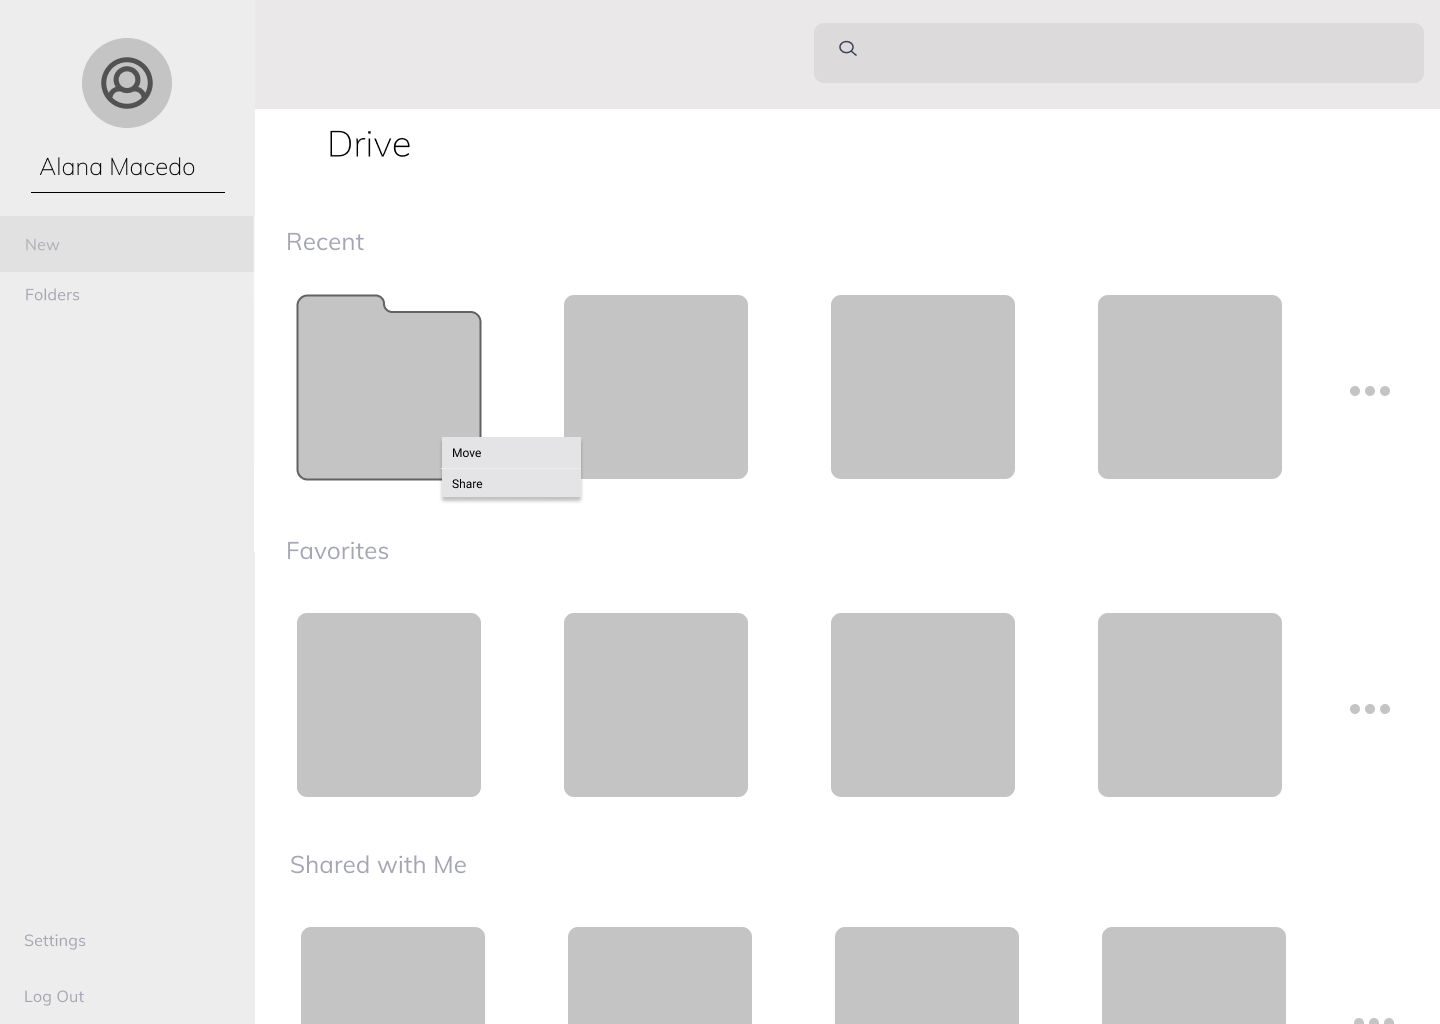 Alana Macedo
New
Folders
Settings
Log Out
Drive
Recent
Move
Share
Favorites
Shared with Me